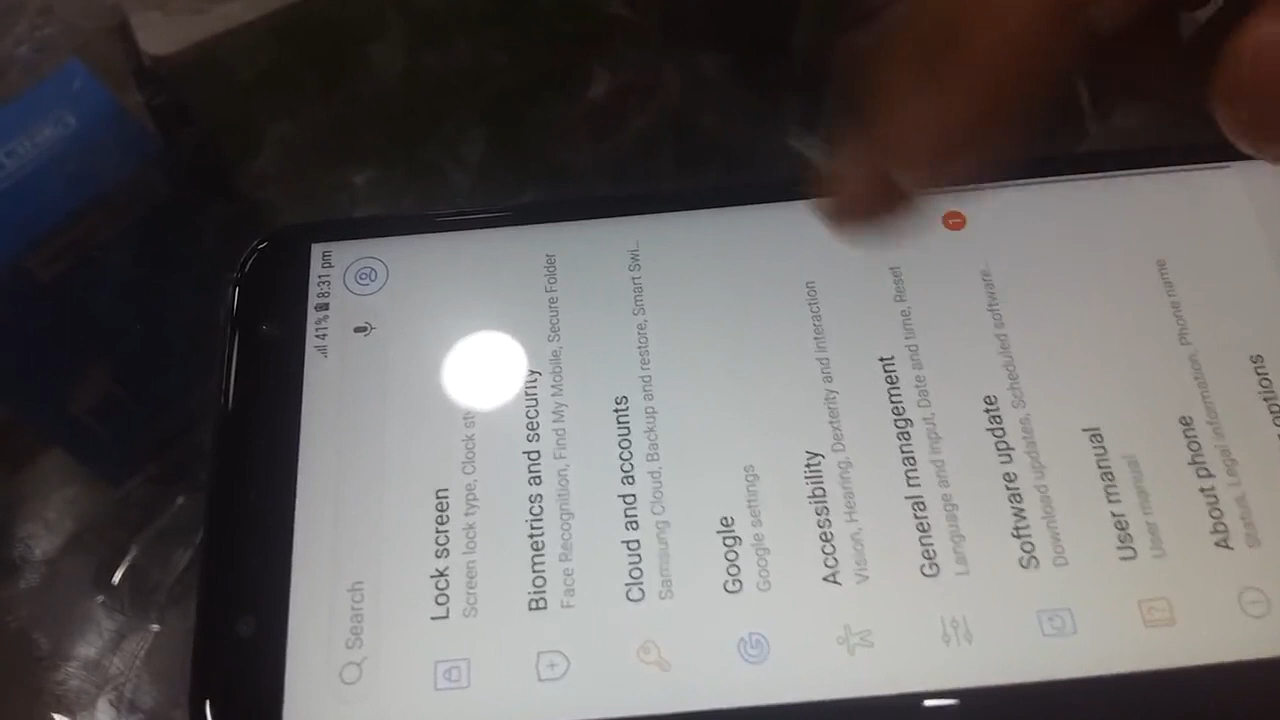 41% 8:31 pm
Search
Lock screen
Screen lock type, Clock
Biometrics and security
Face Recognition, Find My Mobile, Secure Folder
Cloud and accounts
Samsung Cloud, Backup and restore, Smart Swi...
Google
Google settings
Accessibility
Vision, Hearing, Dexterity and interaction
General management
Language and input, Date and time, Reset
1
Software update
Download updates, Scheduled software...
User manual
User manual
About phone
Status, Legal information, Phone name
options